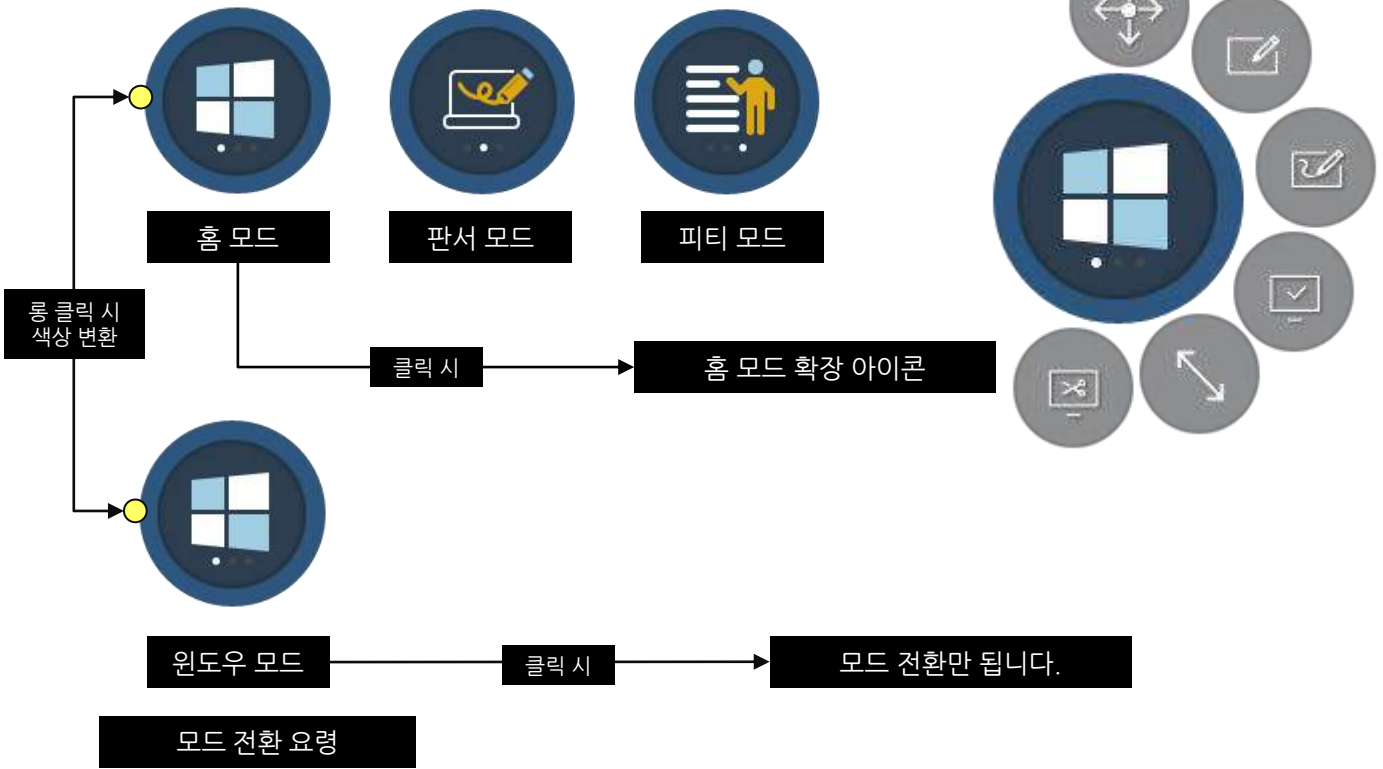 홈 모드
판서 모드
피티 모드
롱 클릭 시
색상 변환
클릭 시
홈 모드 확장 아이콘
윈도우 모드
클릭 시
모드 전환만 됩니다.
모드 전환 요령